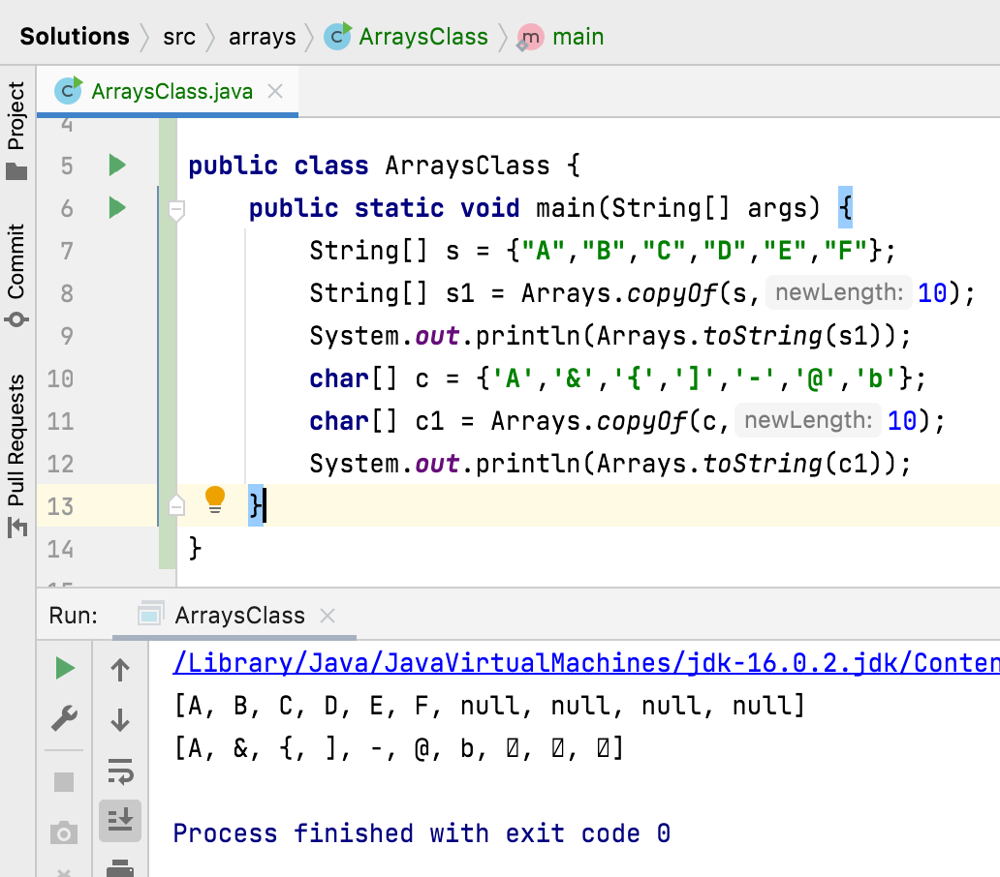 Solutions src arrays C ArraysClass m main
C ArraysClass.java
Project
Commit
Pull Requests
4
5 public class ArraysClass {
6 public static void main(String[] args) {
7 String[] s = {"A","B","C","D","E","F"};
8 String[] s1 = Arrays.copyOf(s, newLength: 10);
9 System.out.println(Arrays.toString(s1));
10 char[] c = {'A','&','{',']','-','@','b'};
11 char[] c1 = Arrays.copyOf(c, newLength: 10);
12 System.out.println(Arrays.toString(c1));
13 }
14 }
Run: ArraysClass
/Library/Java/JavaVirtualMachines/jdk-16.0.2.jdk/Conten
[A, B, C, D, E, F, null, null, null, null]
[A, &, {, ], -, @, b, , , ]
Process finished with exit code 0